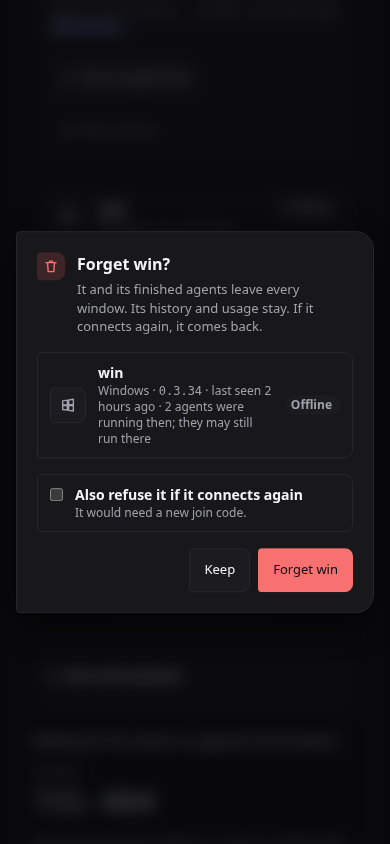 Forget win?
It and its finished agents leave every
window. Its history and usage stay. If it
connects again, it comes back.
win
Windows · 0.3.34 · last seen 2
hours ago · 2 agents were
running then; they may still
run there
Offline
Also refuse it if it connects again
It would need a new join code.
Keep
Forget win